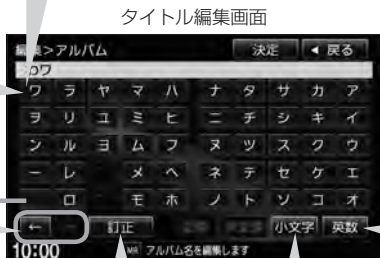 タイトル編集画面
編集>アルバム 決定 ◀ 戻る
ワ ラ ヤ マ ハ ナ タ サ カ ア
ヲ リ ユ ミ ヒ ニ チ シ キ イ
ン ル ヨ ム フ ヌ ツ ス ク ウ
ー レ メ ヘ ネ テ セ ケ エ
ロ モ ホ ノ ト ソ コ オ
← 訂正 小文字 英数
10:00 アルバム名を編集します